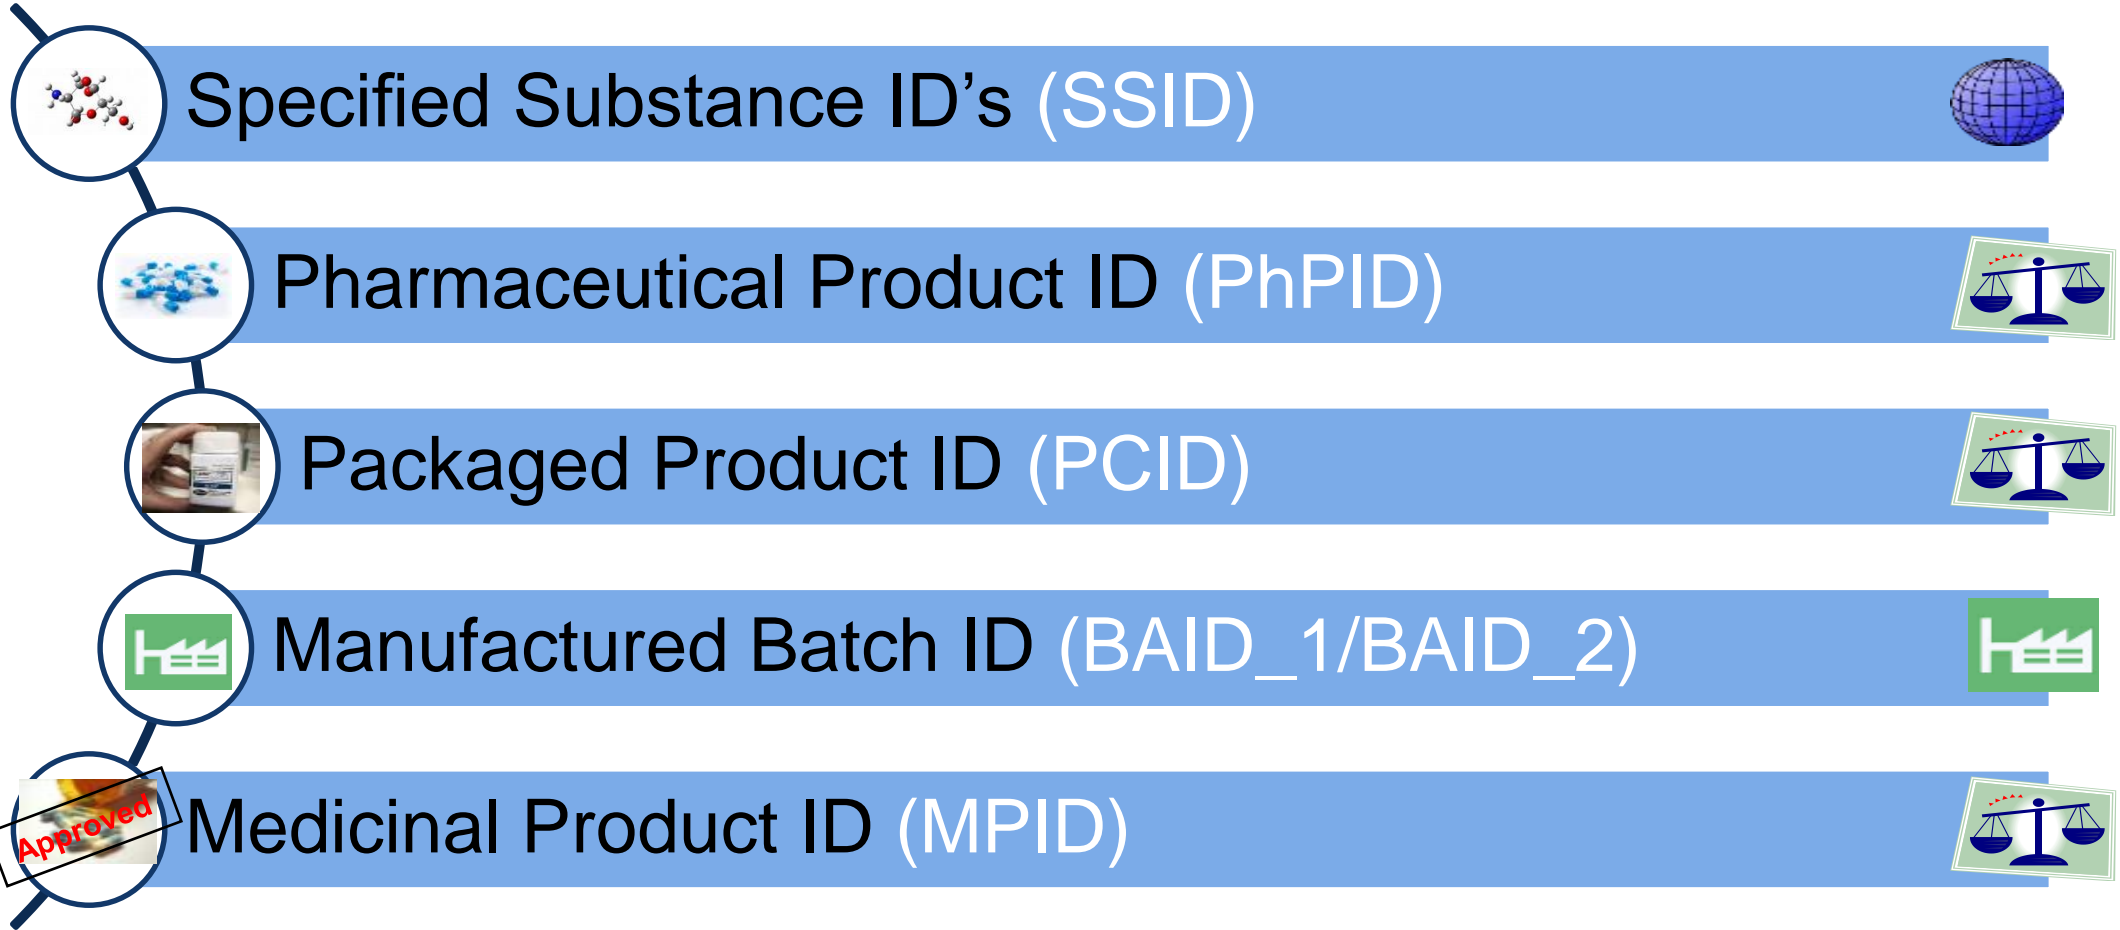 Specified Substance ID’s (SSID)
Pharmaceutical Product ID (PhPID)
Packaged Product ID (PCID)
Manufactured Batch ID (BAID_1/BAID_2)
Approved
Medicinal Product ID (MPID)